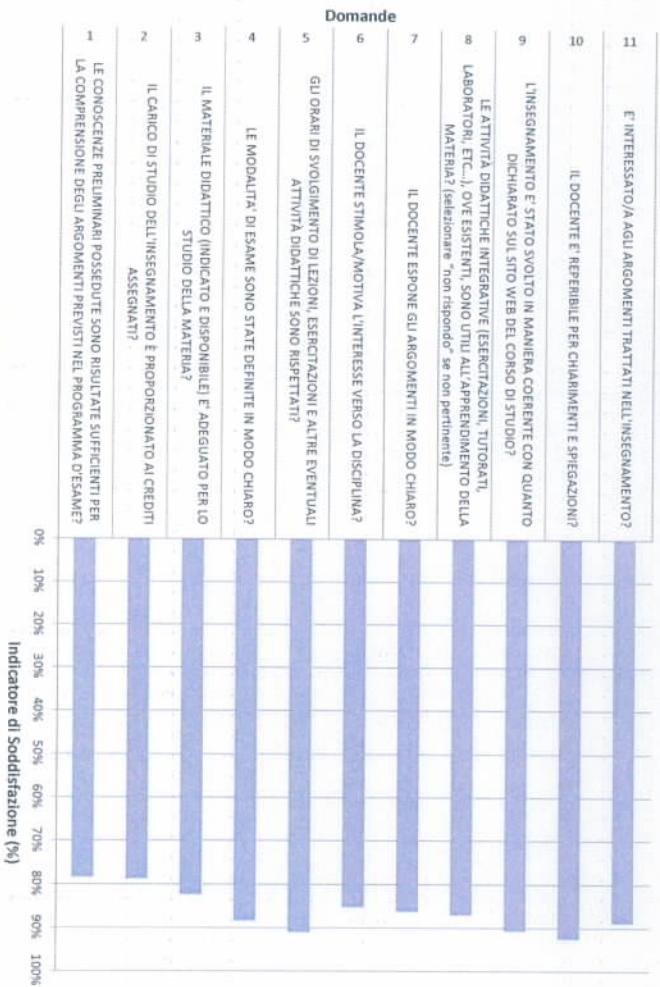 Domande
11
E' INTERESSATO/A AGLI ARGOMENTI TRATTATI NELL'INSEGNAMENTO?
10
IL DOCENTE E' REPERIBILE PER CHIARIMENTI E SPIEGAZIONI?
9
L'INSEGNAMENTO E' STATO SVOLTO IN MANIERA COERENTE CON QUANTO
DICHIARATO SUL SITO WEB DEL CORSO DI STUDIO?
8
LE ATTIVITÀ DIDATTICHE INTEGRATIVE (ESERCITAZIONI, TUTORATI,
LABORATORI, ETC...), OVE ESISTENTI, SONO UTILI ALL'APPRENDIMENTO DELLA
MATERIA? (selezionare "non rispondo" se non pertinente)
7
IL DOCENTE ESPONE GLI ARGOMENTI IN MODO CHIARO?
6
IL DOCENTE STIMOLA/MOTIVA L'INTERESSE VERSO LA DISCIPLINA?
5
GLI ORARI DI SVOLGIMENTO DI LEZIONI, ESERCITAZIONI E ALTRE EVENTUALI
ATTIVITÀ DIDATTICHE SONO RISPETTATI?
4
LE MODALITA' DI ESAME SONO STATE DEFINITE IN MODO CHIARO?
3
IL MATERIALE DIDATTICO (INDICATO E DISPONIBILE) E' ADEGUATO PER LO
STUDIO DELLA MATERIA?
2
IL CARICO DI STUDIO DELL'INSEGNAMENTO È PROPORZIONATO AI CREDITI
ASSEGNATI?
1
LE CONOSCENZE PRELIMINARI POSSEDUTE SONO RISULTATE SUFFICIENTI PER
LA COMPRENSIONE DEGLI ARGOMENTI PREVISTI NEL PROGRAMMA D'ESAME?
0%
10%
20%
30%
40%
50%
60%
70%
80%
90%
100%
Indicatore di Soddisfazione (%)